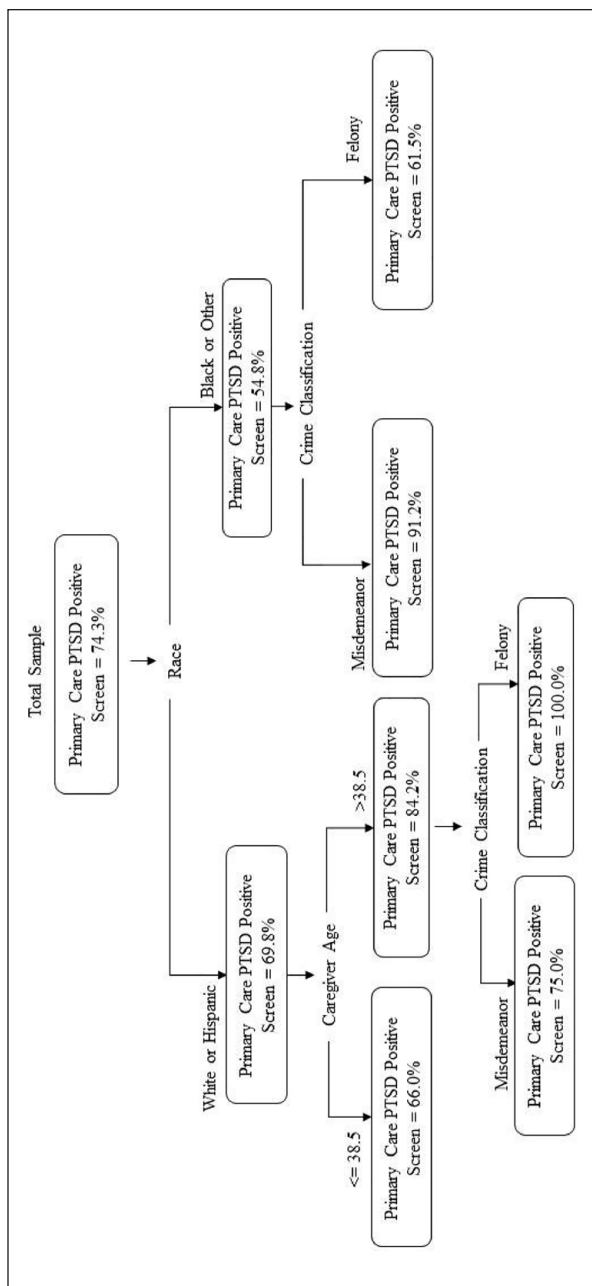 Total Sample
Primary Care PTSD Positive
Screen = 74.3%
Race
White or Hispanic
Primary Care PTSD Positive
Screen = 69.8%
Black or Other
Primary Care PTSD Positive
Screen = 54.8%
Caregiver Age
<= 38.5
Primary Care PTSD Positive
Screen = 66.0%
>38.5
Primary Care PTSD Positive
Screen = 84.2%
Crime Classification
Misdemeanor
Primary Care PTSD Positive
Screen = 91.2%
Felony
Primary Care PTSD Positive
Screen = 61.5%
Crime Classification
Misdemeanor
Primary Care PTSD Positive
Screen = 75.0%
Felony
Primary Care PTSD Positive
Screen = 100.0%